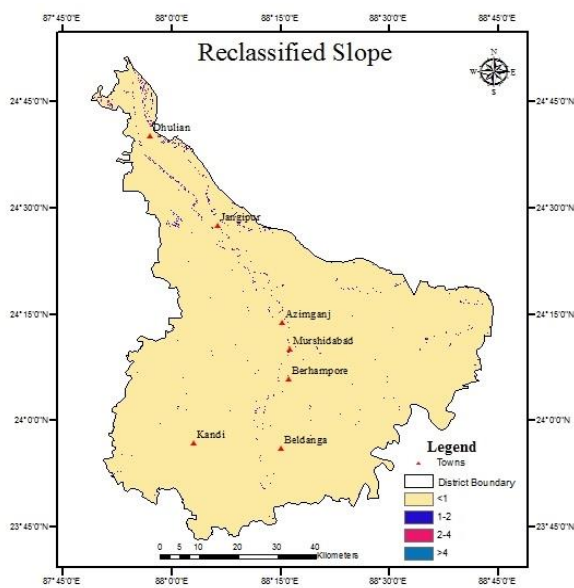 87°45'0"E 88°0'0"E 88°15'0"E 88°30'0"E 88°45'0"E
Reclassified Slope
N
W E
S
24°45'0"N 24°45'0"N
Dhulian
24°30'0"N 24°30'0"N
Jangipur
24°15'0"N 24°15'0"N
Azimganj
Murshidabad
Berhampore
24°0'0"N 24°0'0"N
Kandi
Beldanga
Legend
Towns
District Boundary
<1
1-2
2-4
>4
23°45'0"N 23°45'0"N
0 5 10 20 30 40
Kilometers
87°45'0"E 88°0'0"E 88°15'0"E 88°30'0"E 88°45'0"E